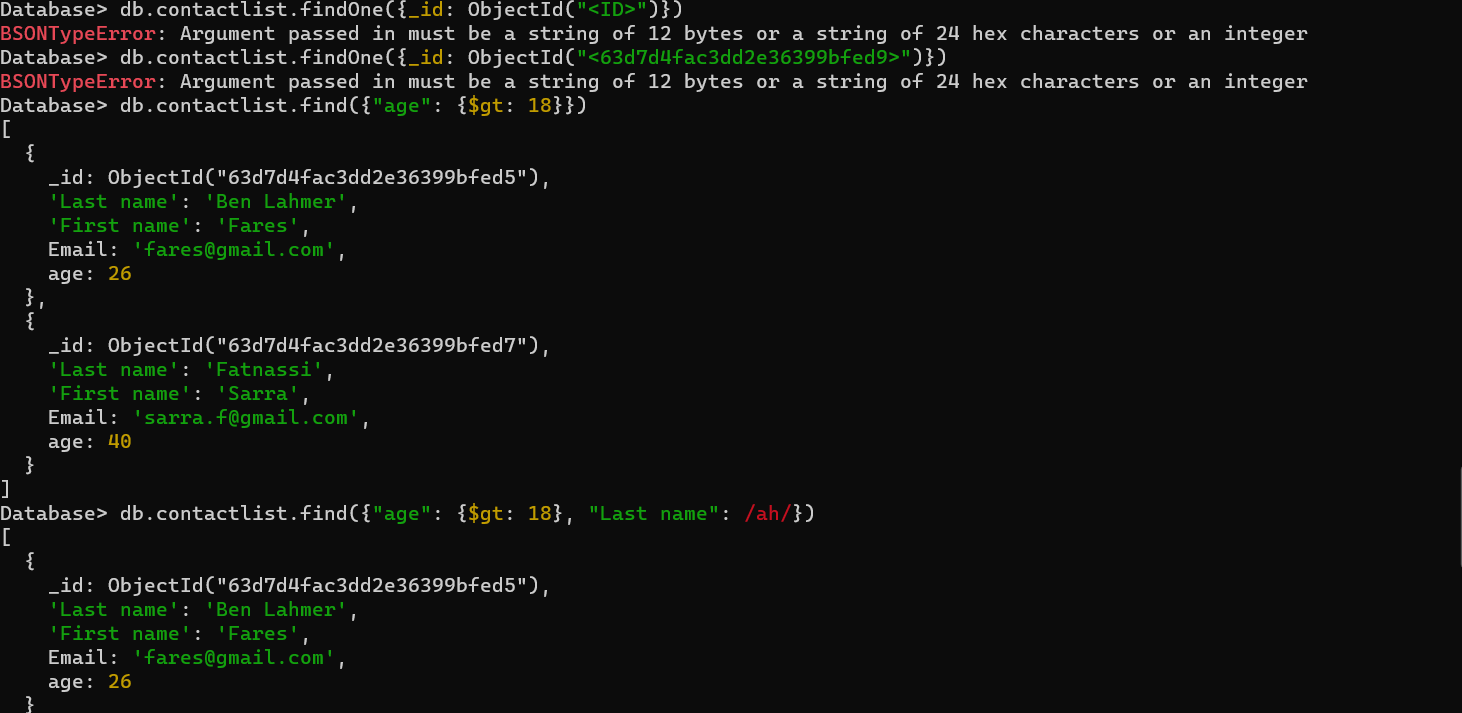 Database> db.contactlist.findOne({_id: ObjectId("<ID>")})
BSONTypeError: Argument passed in must be a string of 12 bytes or a string of 24 hex characters or an integer
Database> db.contactlist.findOne({_id: ObjectId("<63d7d4fac3dd2e36399bfed9>")})
BSONTypeError: Argument passed in must be a string of 12 bytes or a string of 24 hex characters or an integer
Database> db.contactlist.find({"age": {$gt: 18}})
[
  {
    _id: ObjectId("63d7d4fac3dd2e36399bfed5"),
    'Last name': 'Ben Lahmer',
    'First name': 'Fares',
    Email: 'fares@gmail.com',
    age: 26
  },
  {
    _id: ObjectId("63d7d4fac3dd2e36399bfed7"),
    'Last name': 'Fatnassi',
    'First name': 'Sarra',
    Email: 'sarra.f@gmail.com',
    age: 40
  }
]
Database> db.contactlist.find({"age": {$gt: 18}, "Last name": /ah/})
[
  {
    _id: ObjectId("63d7d4fac3dd2e36399bfed5"),
    'Last name': 'Ben Lahmer',
    'First name': 'Fares',
    Email: 'fares@gmail.com',
    age: 26
  }